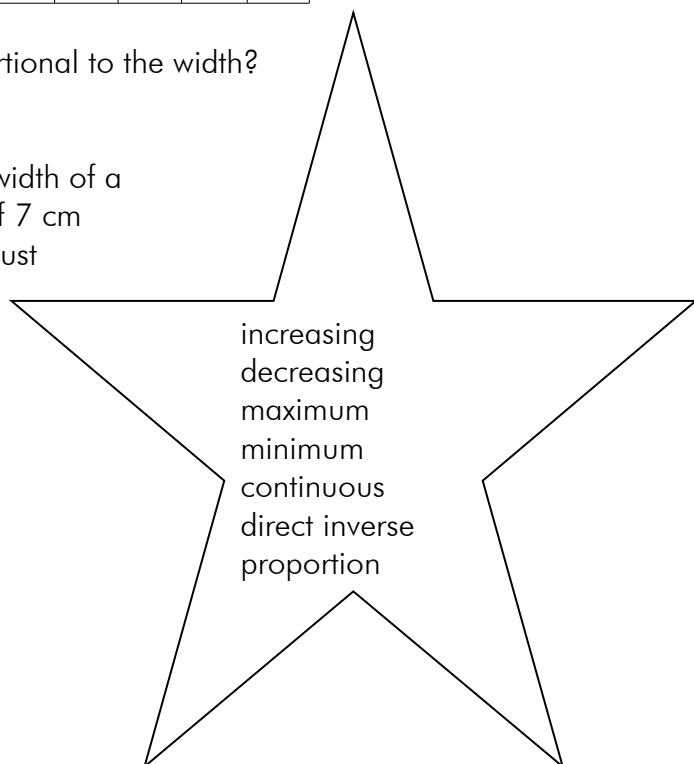 rtional to the width?
width of a
f 7 cm
ust
increasing
decreasing
maximum
minimum
continuous
direct inverse
proportion